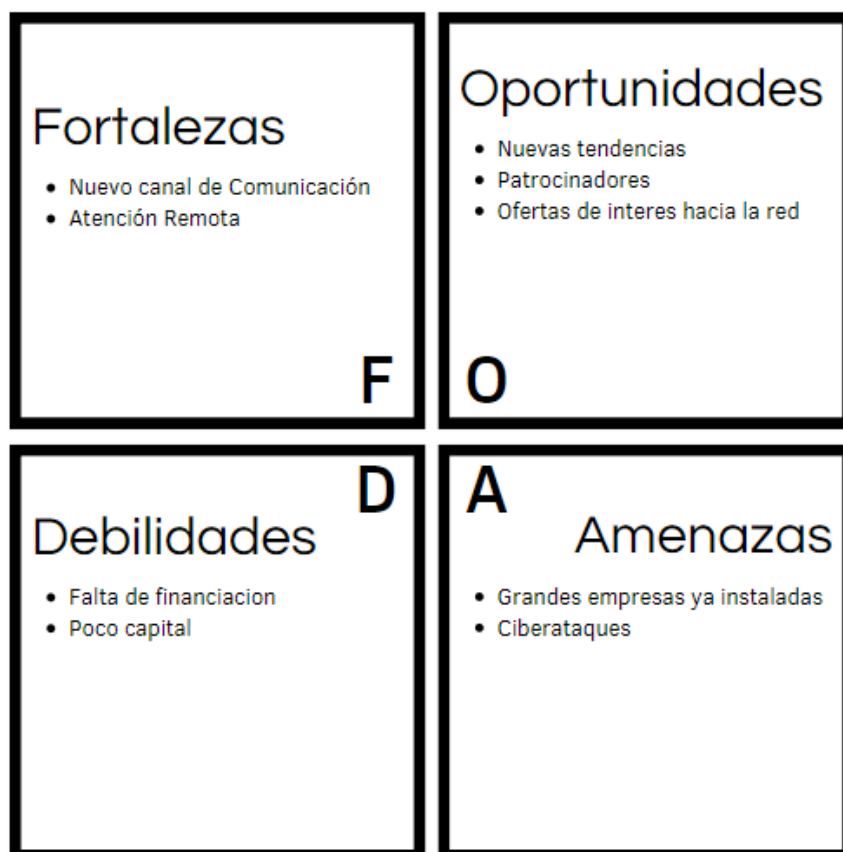 Fortalezas
• Nuevo canal de Comunicación
• Atención Remota
F
Oportunidades
• Nuevas tendencias
• Patrocinadores
• Ofertas de interes hacia la red
O
D
Debilidades
• Falta de financiacion
• Poco capital
A
Amenazas
• Grandes empresas ya instaladas
• Ciberataques